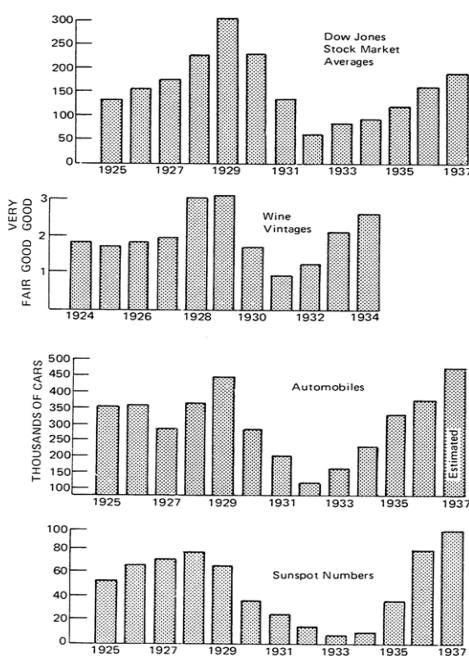 300
250
200
150
100
50
0
Dow Jones
Stock Market
Averages
1925 1927 1929 1931 1933 1935 1937
FAIR GOOD VERY GOOD
3
2
1
Wine
Vintages
1924 1926 1928 1930 1932 1934
THOUSANDS OF CARS
500
450
400
350
300
250
200
150
100
Automobiles
Estimated
1925 1927 1929 1931 1933 1935 1937
100
80
60
40
20
0
Sunspot Numbers
1925 1927 1929 1931 1933 1935 1937